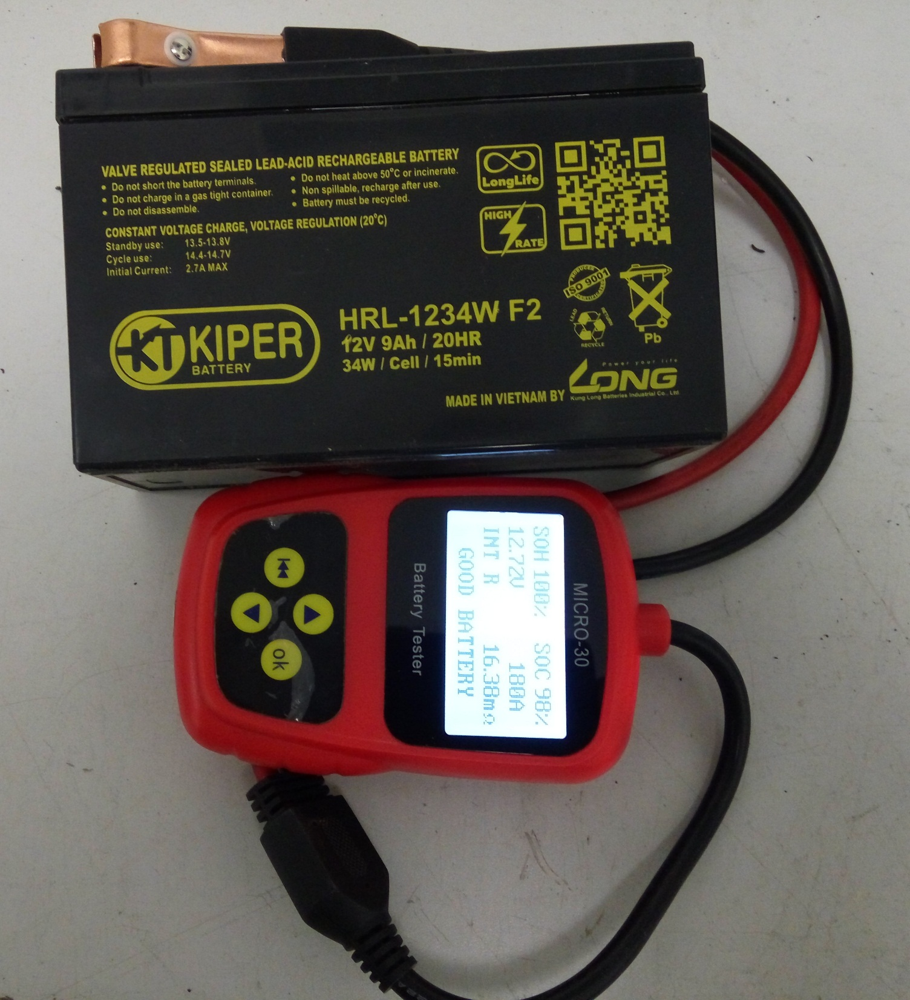 VALVE REGULATED SEALED LEAD-ACID RECHARGEABLE BATTERY
• Do not short the battery terminals.
• Do not charge in a gas tight container.
• Do not disassemble.
• Do not heat above 50°C or incinerate.
• Non spillable, recharge after use.
• Battery must be recycled.
CONSTANT VOLTAGE CHARGE, VOLTAGE REGULATION (20°C)
Standby use: 13.5-13.8V
Cycle use: 14.4-14.7V
Initial Current: 2.7A MAX
LongLife
HIGH
RATE
PRODUCER
ISO 9001
CERTIFICATED
LEAD
RETURN
RECYCLE
Pb
KT KIPER
BATTERY
HRL-1234W F2
12V 9Ah / 20HR
34W / Cell / 15min
MADE IN VIETNAM BY
Power your life
LONG
Kung Long Batteries Industrial Co., Ltd.
MICRO-30
SOH 100% SOC 98%
12.72V 180A
INT R 16.38mΩ
GOOD BATTERY
Battery Tester
ok